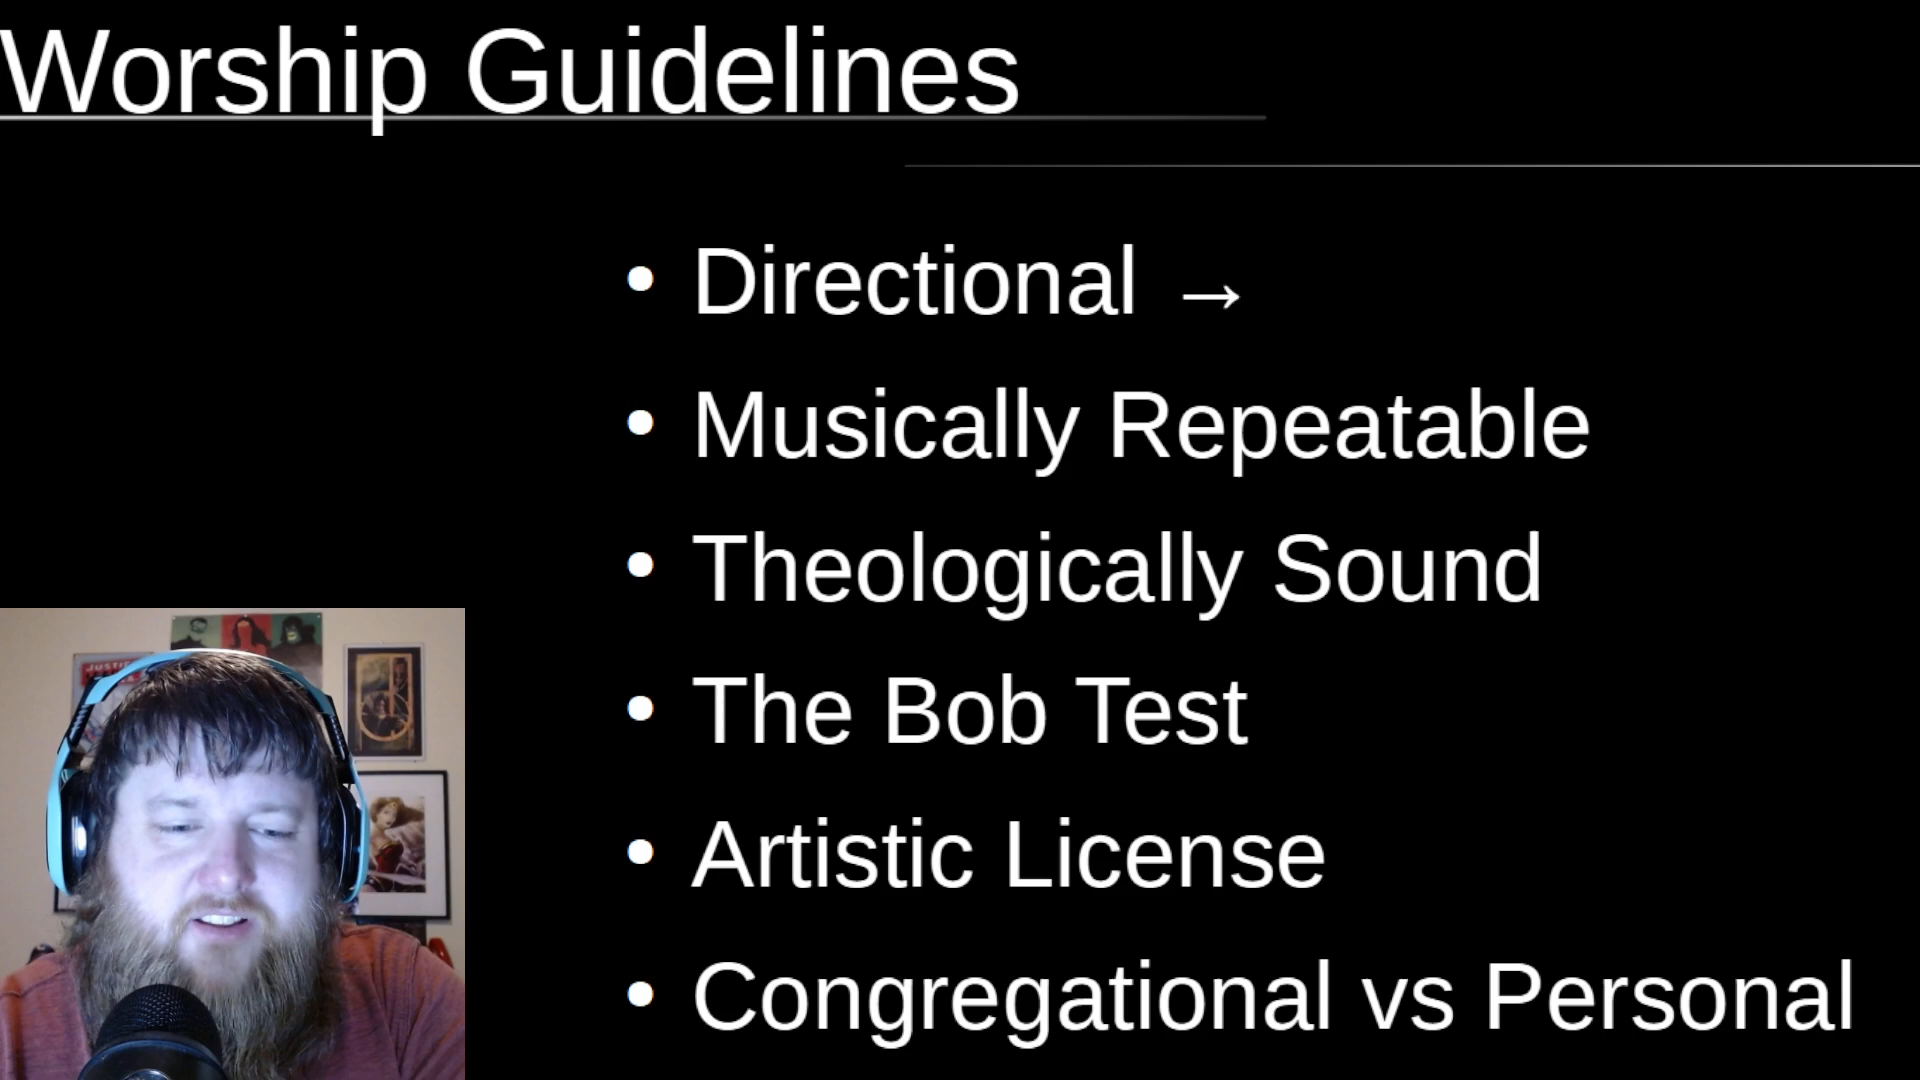 Worship Guidelines
• Directional →
• Musically Repeatable
• Theologically Sound
• The Bob Test
• Artistic License
• Congregational vs Personal